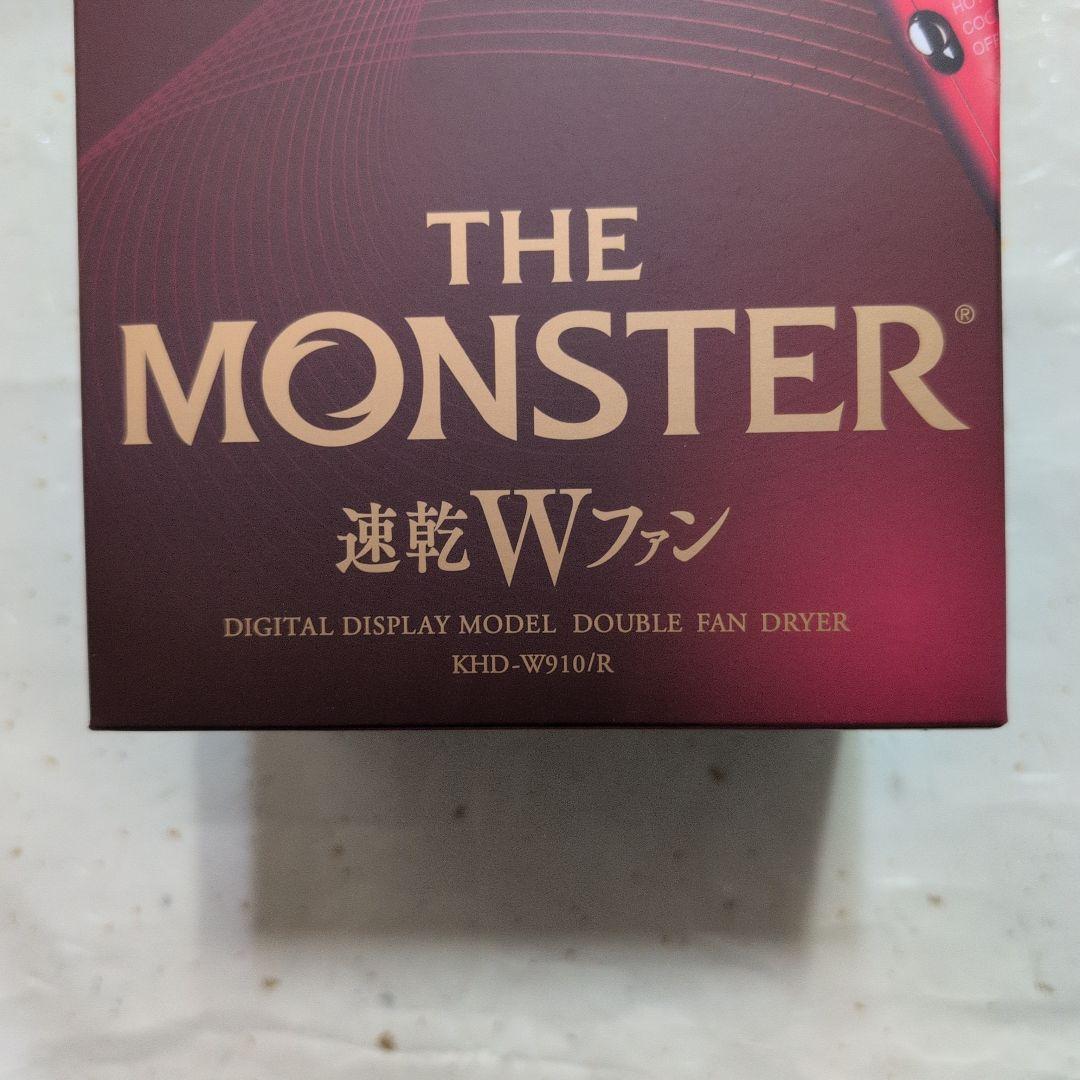 THE
MONSTER®
速乾Wファン
DIGITAL DISPLAY MODEL DOUBLE FAN DRYER
KHD-W910/R